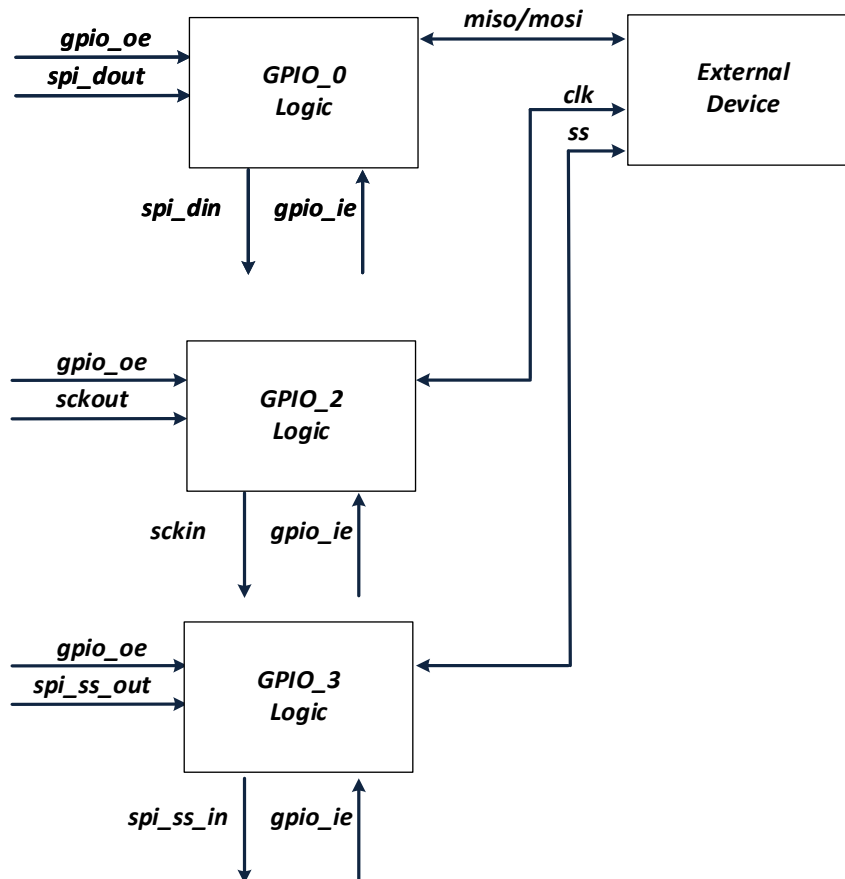 gpio_oe
spi_dout
GPIO_0
Logic
miso/mosi
External
Device
clk
ss
spi_din
gpio_ie
gpio_oe
sckout
GPIO_2
Logic
sckin
gpio_ie
gpio_oe
spi_ss_out
GPIO_3
Logic
spi_ss_in
gpio_ie